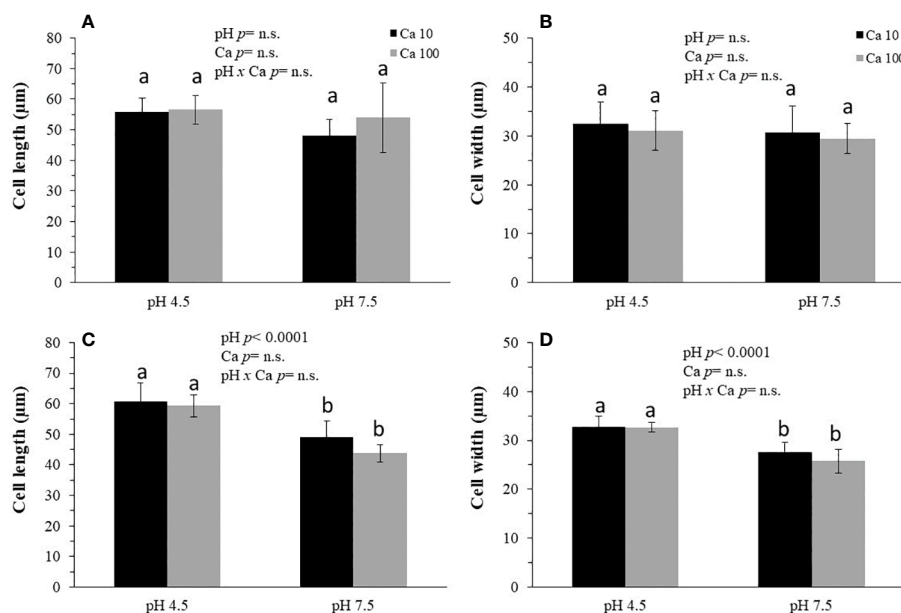 A
pH p= n.s.
Ca p= n.s.
pH x Ca p= n.s.
Ca 10
Ca 100
Cell length (µm)
80
70
60
50
40
30
20
10
0
a a a a
pH 4.5 pH 7.5
B
pH p= n.s.
Ca p= n.s.
pH x Ca p= n.s.
Ca 10
Ca 100
Cell width (µm)
50
40
30
20
10
0
a a a a
pH 4.5 pH 7.5
C
pH p< 0.0001
Ca p= n.s.
pH x Ca p= n.s.
Cell length (µm)
80
70
60
50
40
30
20
10
0
a a b b
pH 4.5 pH 7.5
D
pH p< 0.0001
Ca p= n.s.
pH x Ca p= n.s.
Cell width (µm)
50
40
30
20
10
0
a a b b
pH 4.5 pH 7.5